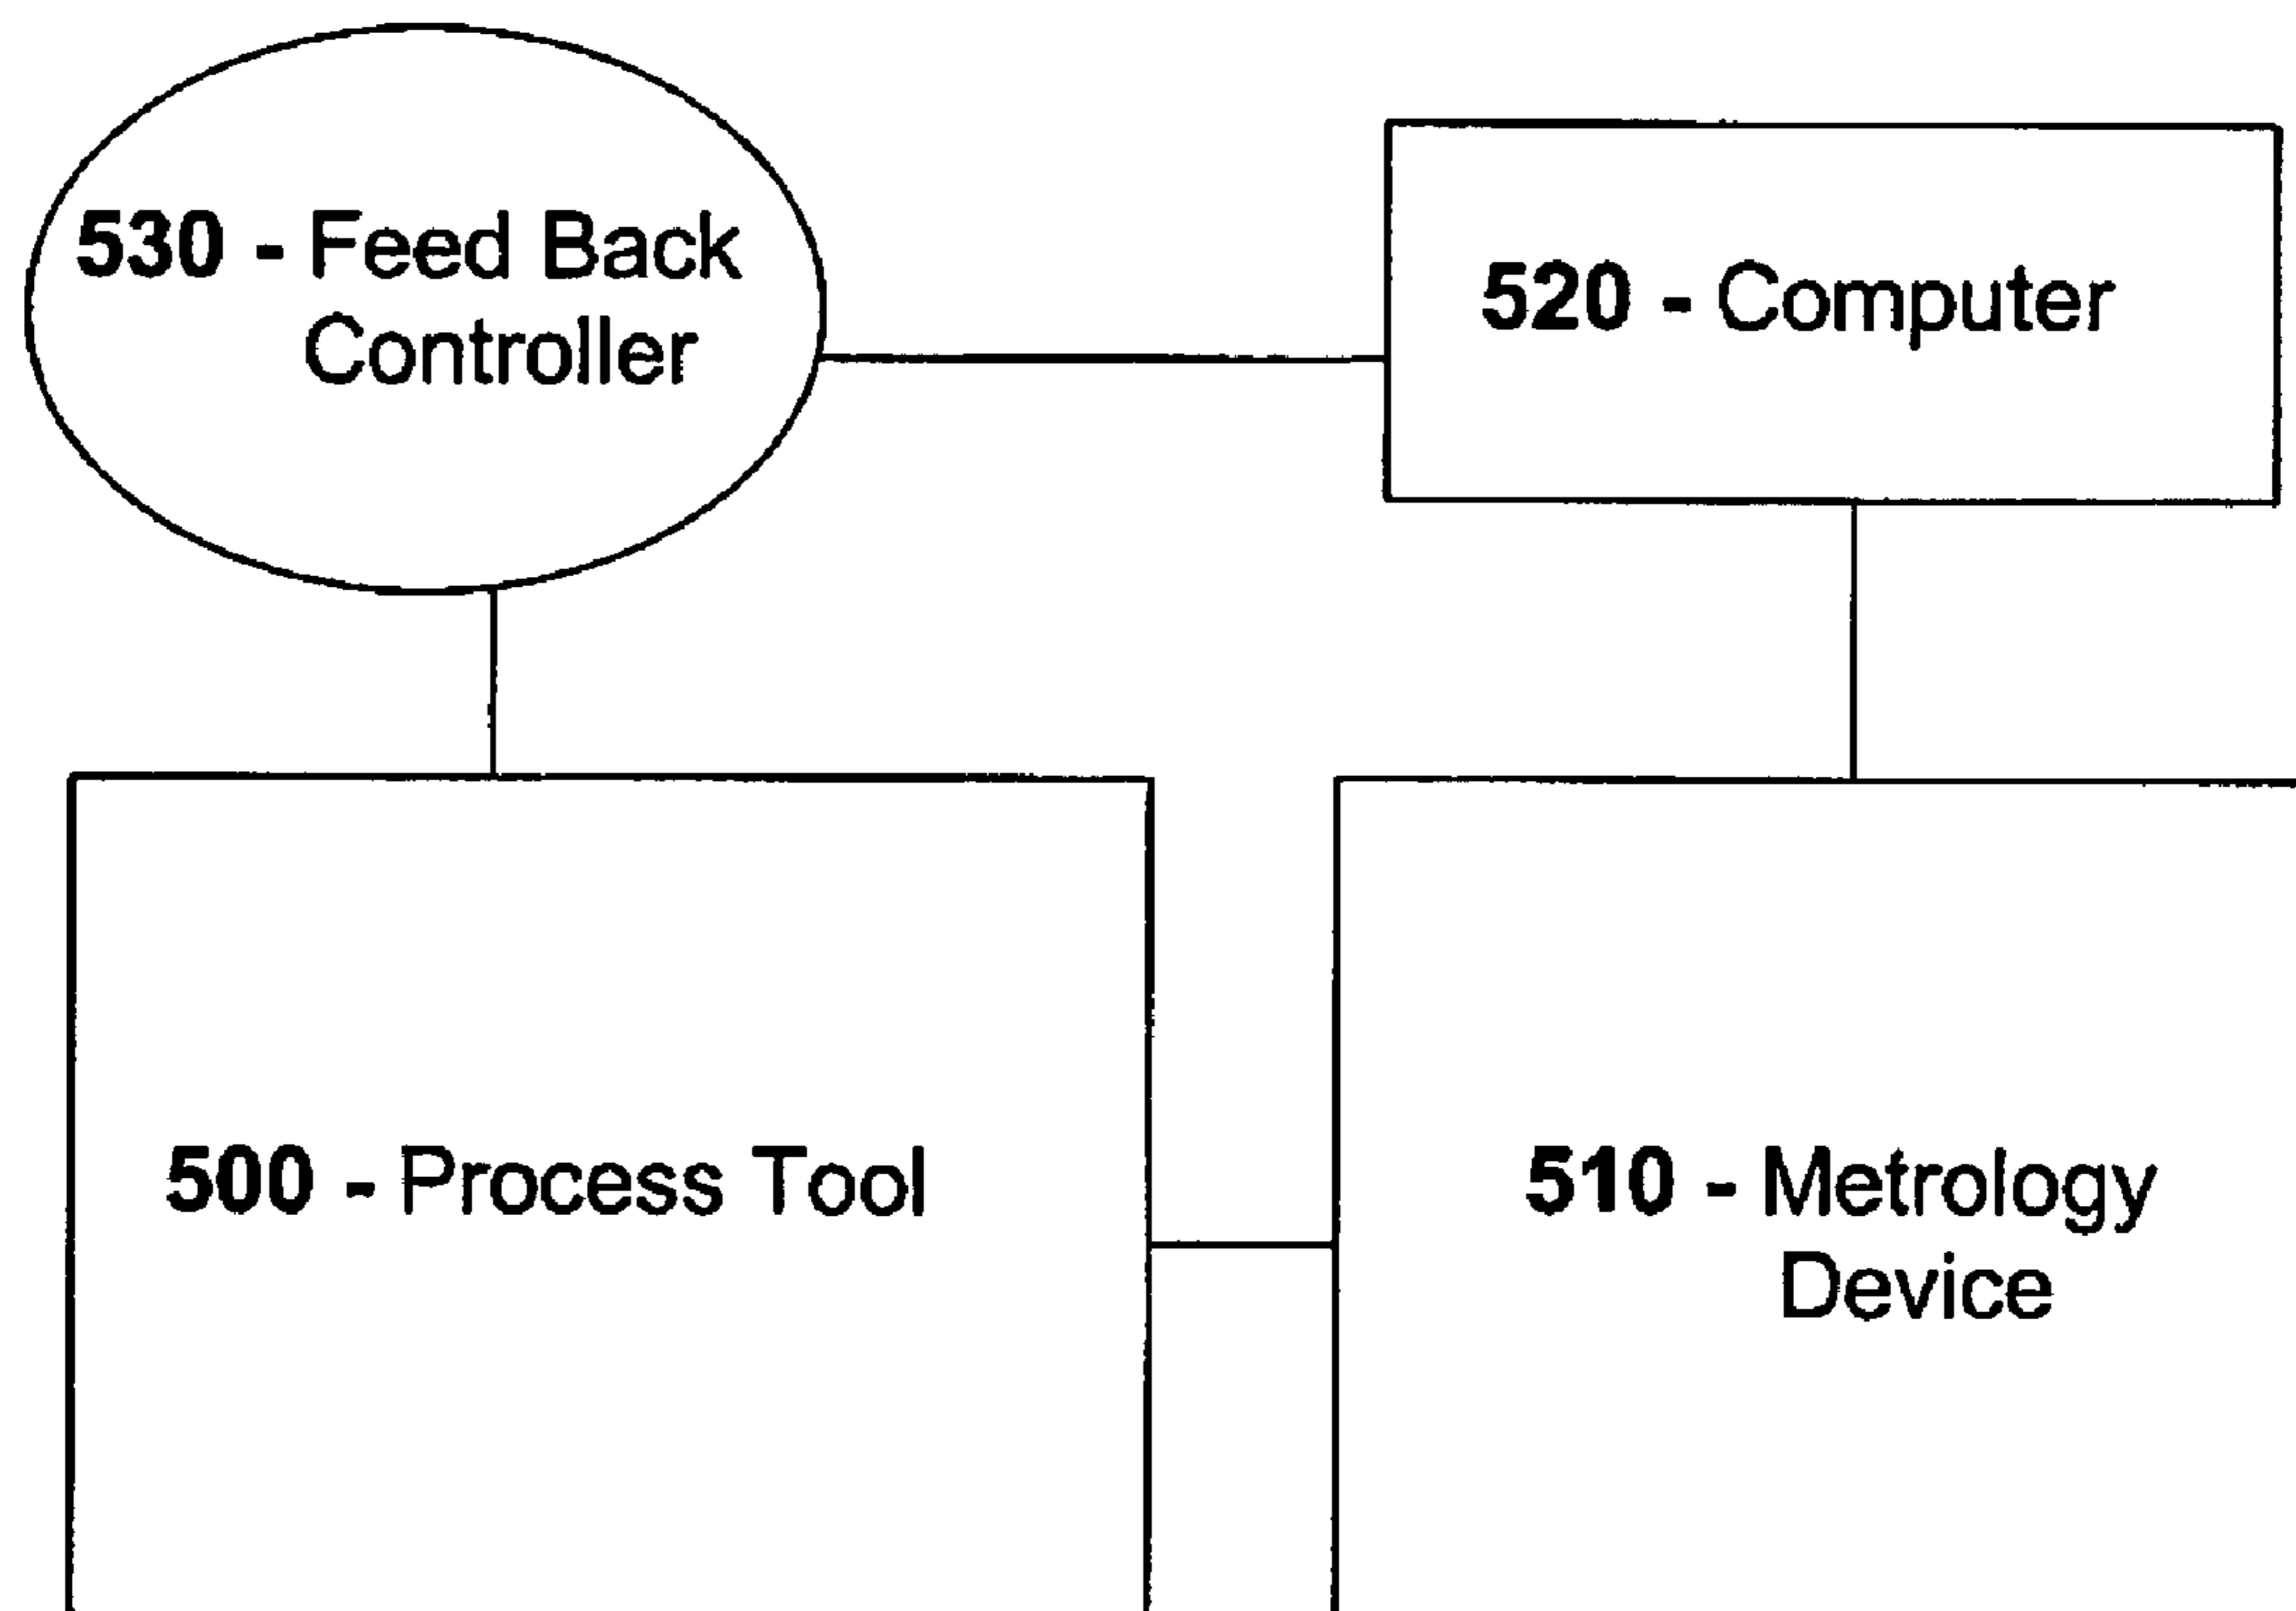 530 - Feed Back
Controller
520 - Computer
500 - Process Tool
510 - Metrology
Device